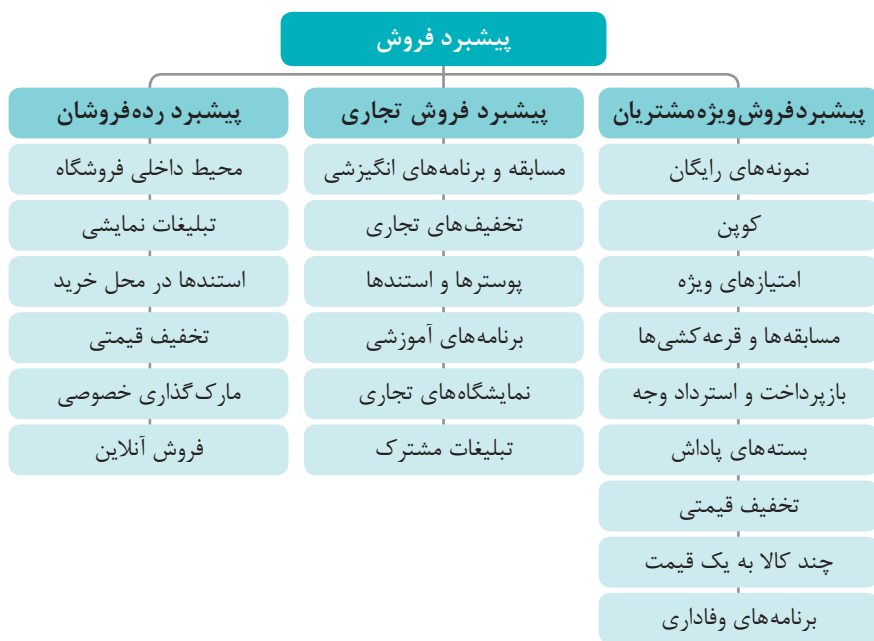 پیشبرد فروش
پیشبردفروش‌ویژه‌مشتریان
نمونه‌های رایگان
کوپن
امتیازهای ویژه
مسابقه‌ها و قرعه‌کشی‌ها
بازپرداخت و استرداد وجه
بسته‌های پاداش
تخفیف قیمتی
چند کالا به یک قیمت
برنامه‌های وفاداری
پیشبرد فروش تجاری
مسابقه و برنامه‌های انگیزشی
تخفیف‌های تجاری
پوسترها و استندها
برنامه‌های آموزشی
نمایشگاه‌های تجاری
تبلیغات مشترک
پیشبرد رده‌فروشان
محیط داخلی فروشگاه
تبلیغات نمایشی
استندها در محل خرید
تخفیف قیمتی
مارک‌گذاری خصوصی
فروش آنلاین